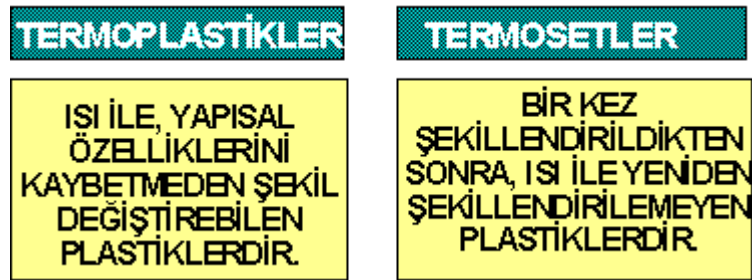 TERMOPLASTİKLER
ISI İLE, YAPISAL
ÖZELLİKLERİNİ
KAYBETMEDEN ŞEKİL
DEĞİŞTİREBİLEN
PLASTİKLERDİR.
TERMOSETLER
BİR KEZ
ŞEKİLLENDİRİLDİKTEN
SONRA, ISI İLE YENİDEN
ŞEKİLLENDİRİLEMEYEN
PLASTİKLERDİR.